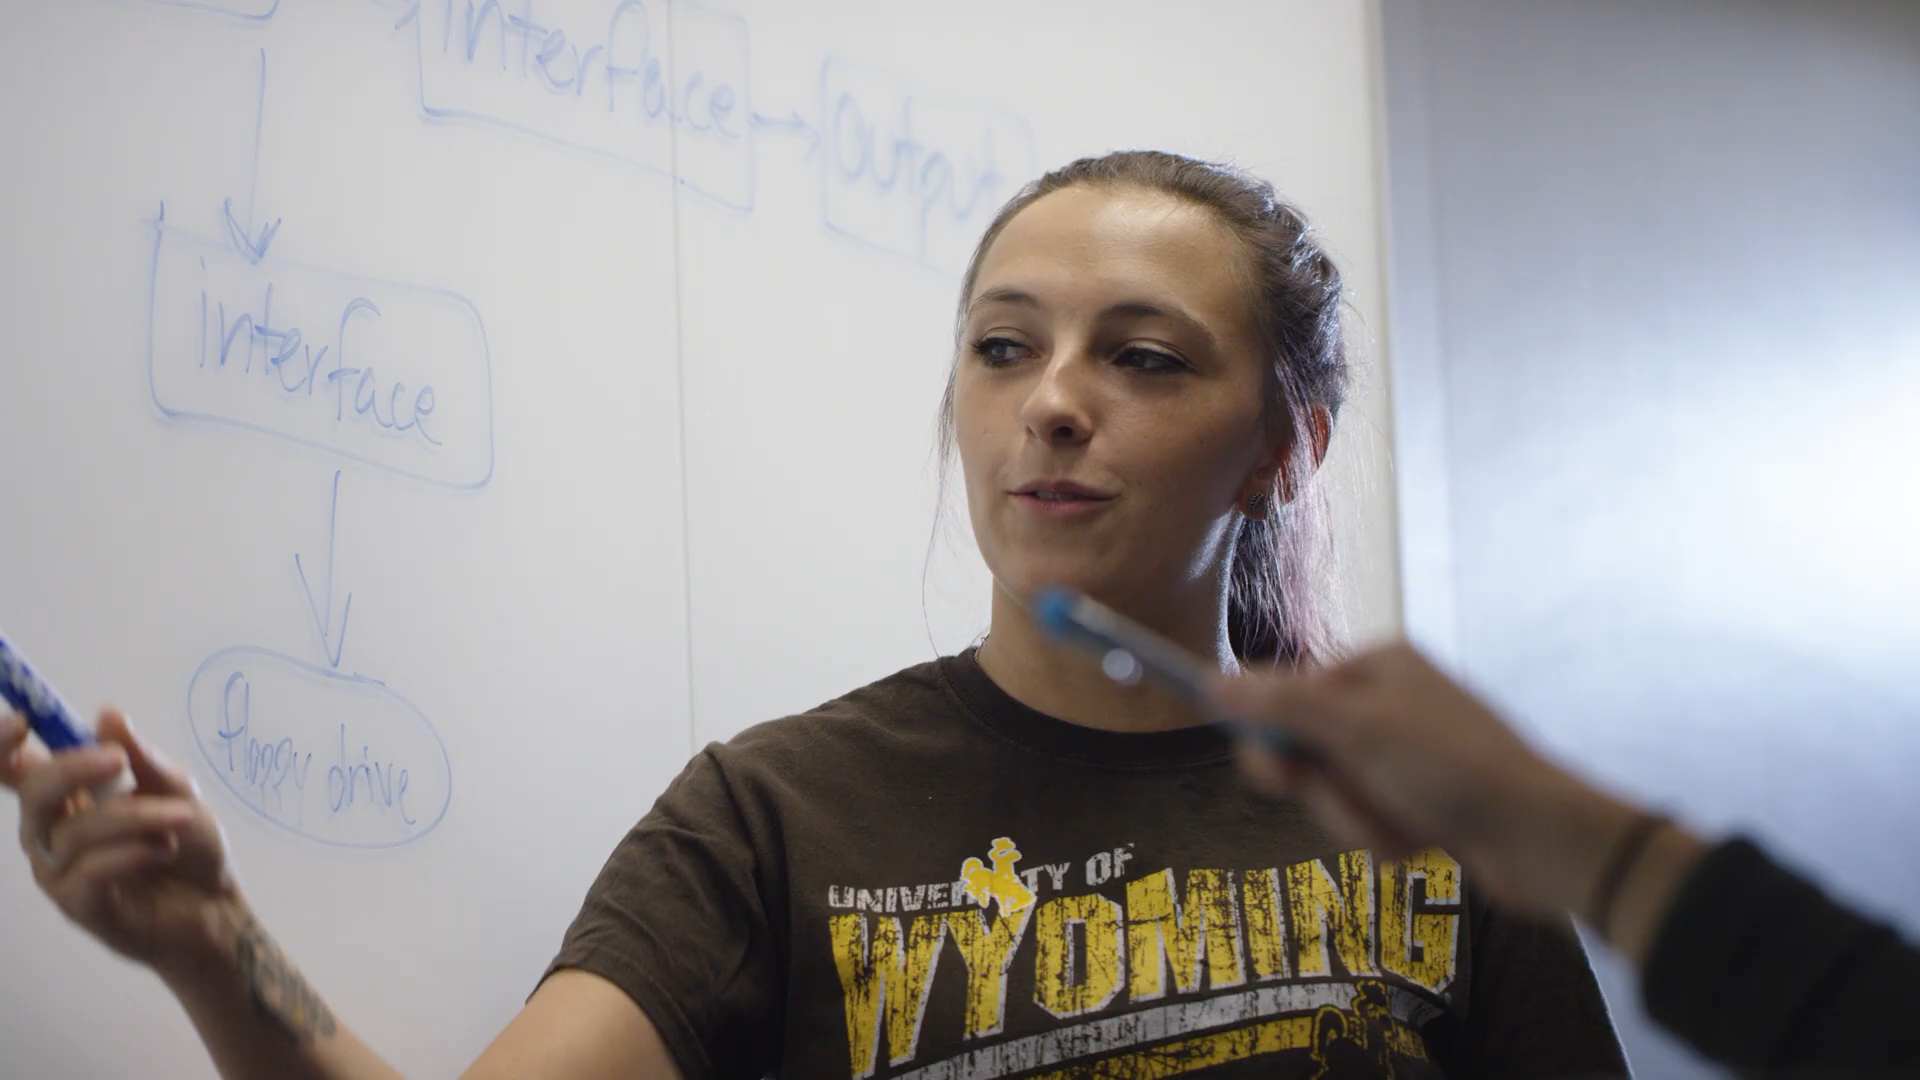 interface
Output
interface
floppy drive
UNIVERSITY OF
WYOMING